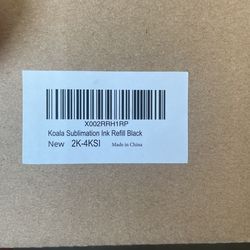 X002RRH1RP
Koala Sublimation Ink Refill Black
New 2K-4KSI Made in China